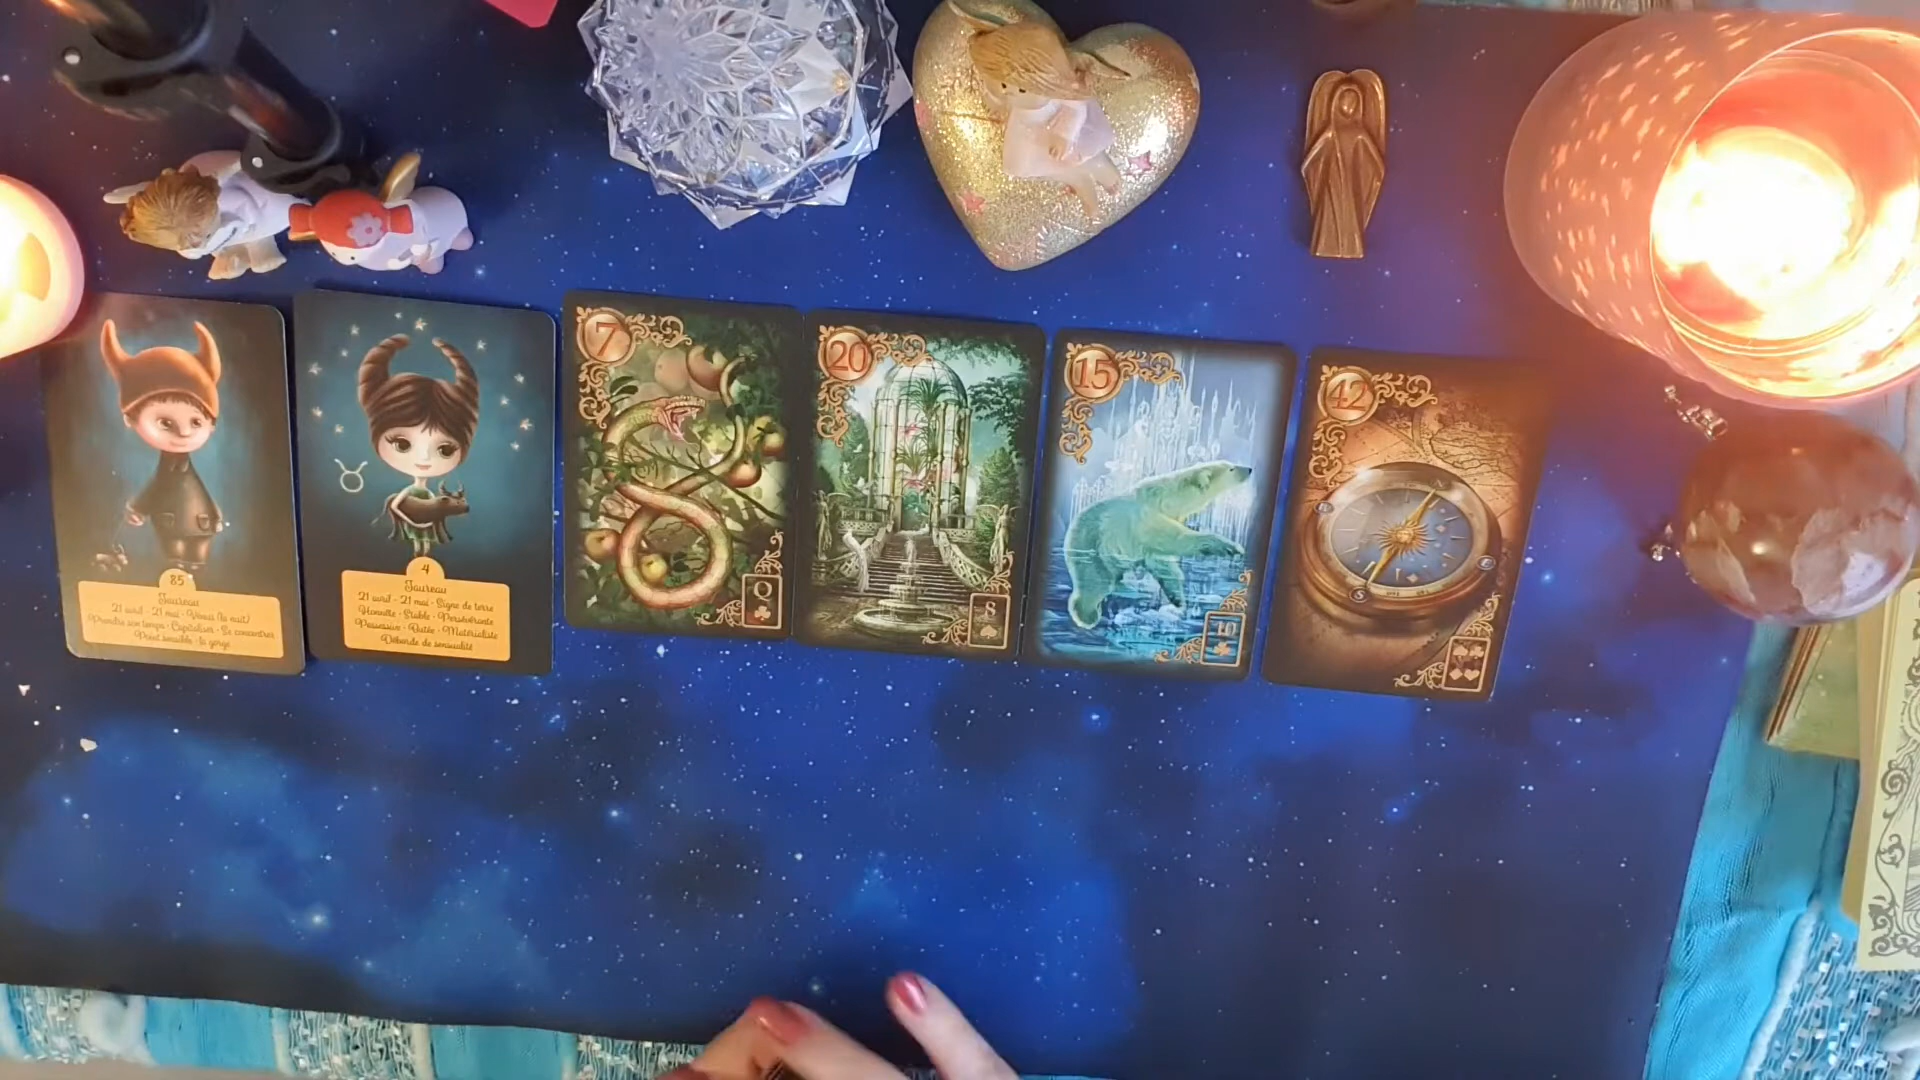 85
Taureau
21 avril - 21 mai - Vénus (la nuit)
Prendre son temps - Capitaliser - Se concentrer
Point sensible : la gorge
4
Taureau
21 avril - 21 mai - Signe de terre
Honnête - Stable - Persévérante
Possession - Butée - Matérialiste
Déborde de sensualité
7
Q
20
8
15
10
42
S